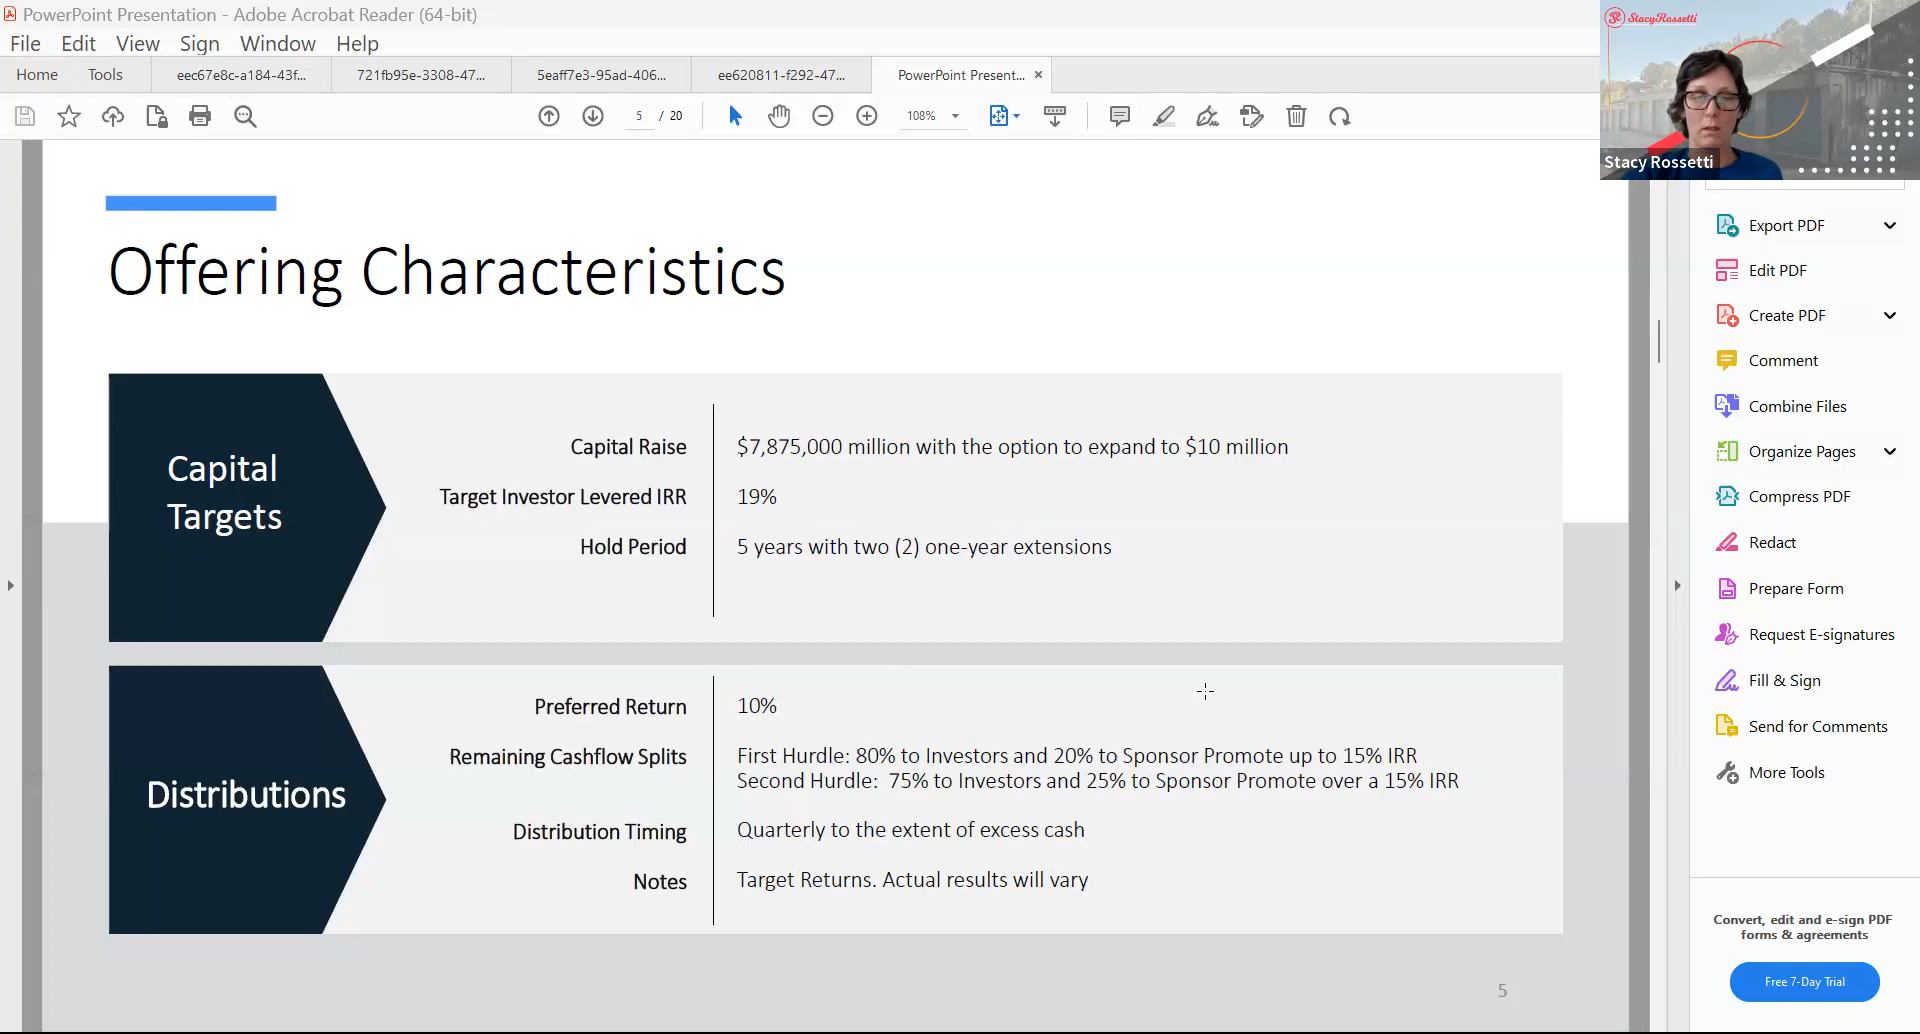 PowerPoint Presentation - Adobe Acrobat Reader (64-bit)
File Edit View Sign Window Help
Home Tools eec67e8c-a184-43f... 721fb95e-3308-47... 5eaff7e3-95ad-406... ee620811-f292-47... PowerPoint Present... ×
5 / 20 108%
StacyRossetti
Stacy Rossetti
Offering Characteristics
Capital
Targets
Capital Raise $7,875,000 million with the option to expand to $10 million
Target Investor Levered IRR 19%
Hold Period 5 years with two (2) one-year extensions
Distributions
Preferred Return 10%
Remaining Cashflow Splits First Hurdle: 80% to Investors and 20% to Sponsor Promote up to 15% IRR
Second Hurdle: 75% to Investors and 25% to Sponsor Promote over a 15% IRR
Distribution Timing Quarterly to the extent of excess cash
Notes Target Returns. Actual results will vary
5
Export PDF
Edit PDF
Create PDF
Comment
Combine Files
Organize Pages
Compress PDF
Redact
Prepare Form
Request E-signatures
Fill & Sign
Send for Comments
More Tools
Convert, edit and e-sign PDF
forms & agreements
Free 7-Day Trial